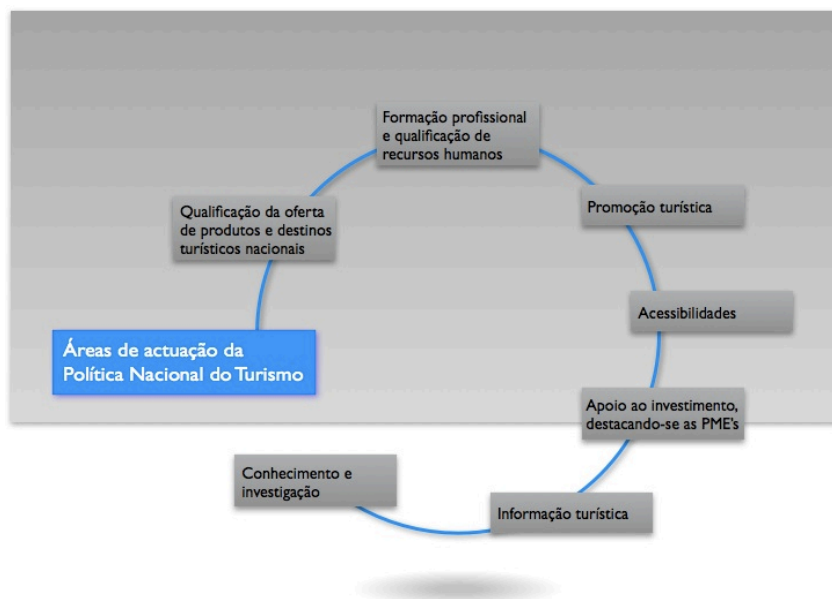 Áreas de actuação da
Política Nacional do Turismo
Qualificação da oferta
de produtos e destinos
turísticos nacionais
Formação profissional
e qualificação de
recursos humanos
Promoção turística
Acessibilidades
Apoio ao investimento,
destacando-se as PME's
Informação turística
Conhecimento e
investigação